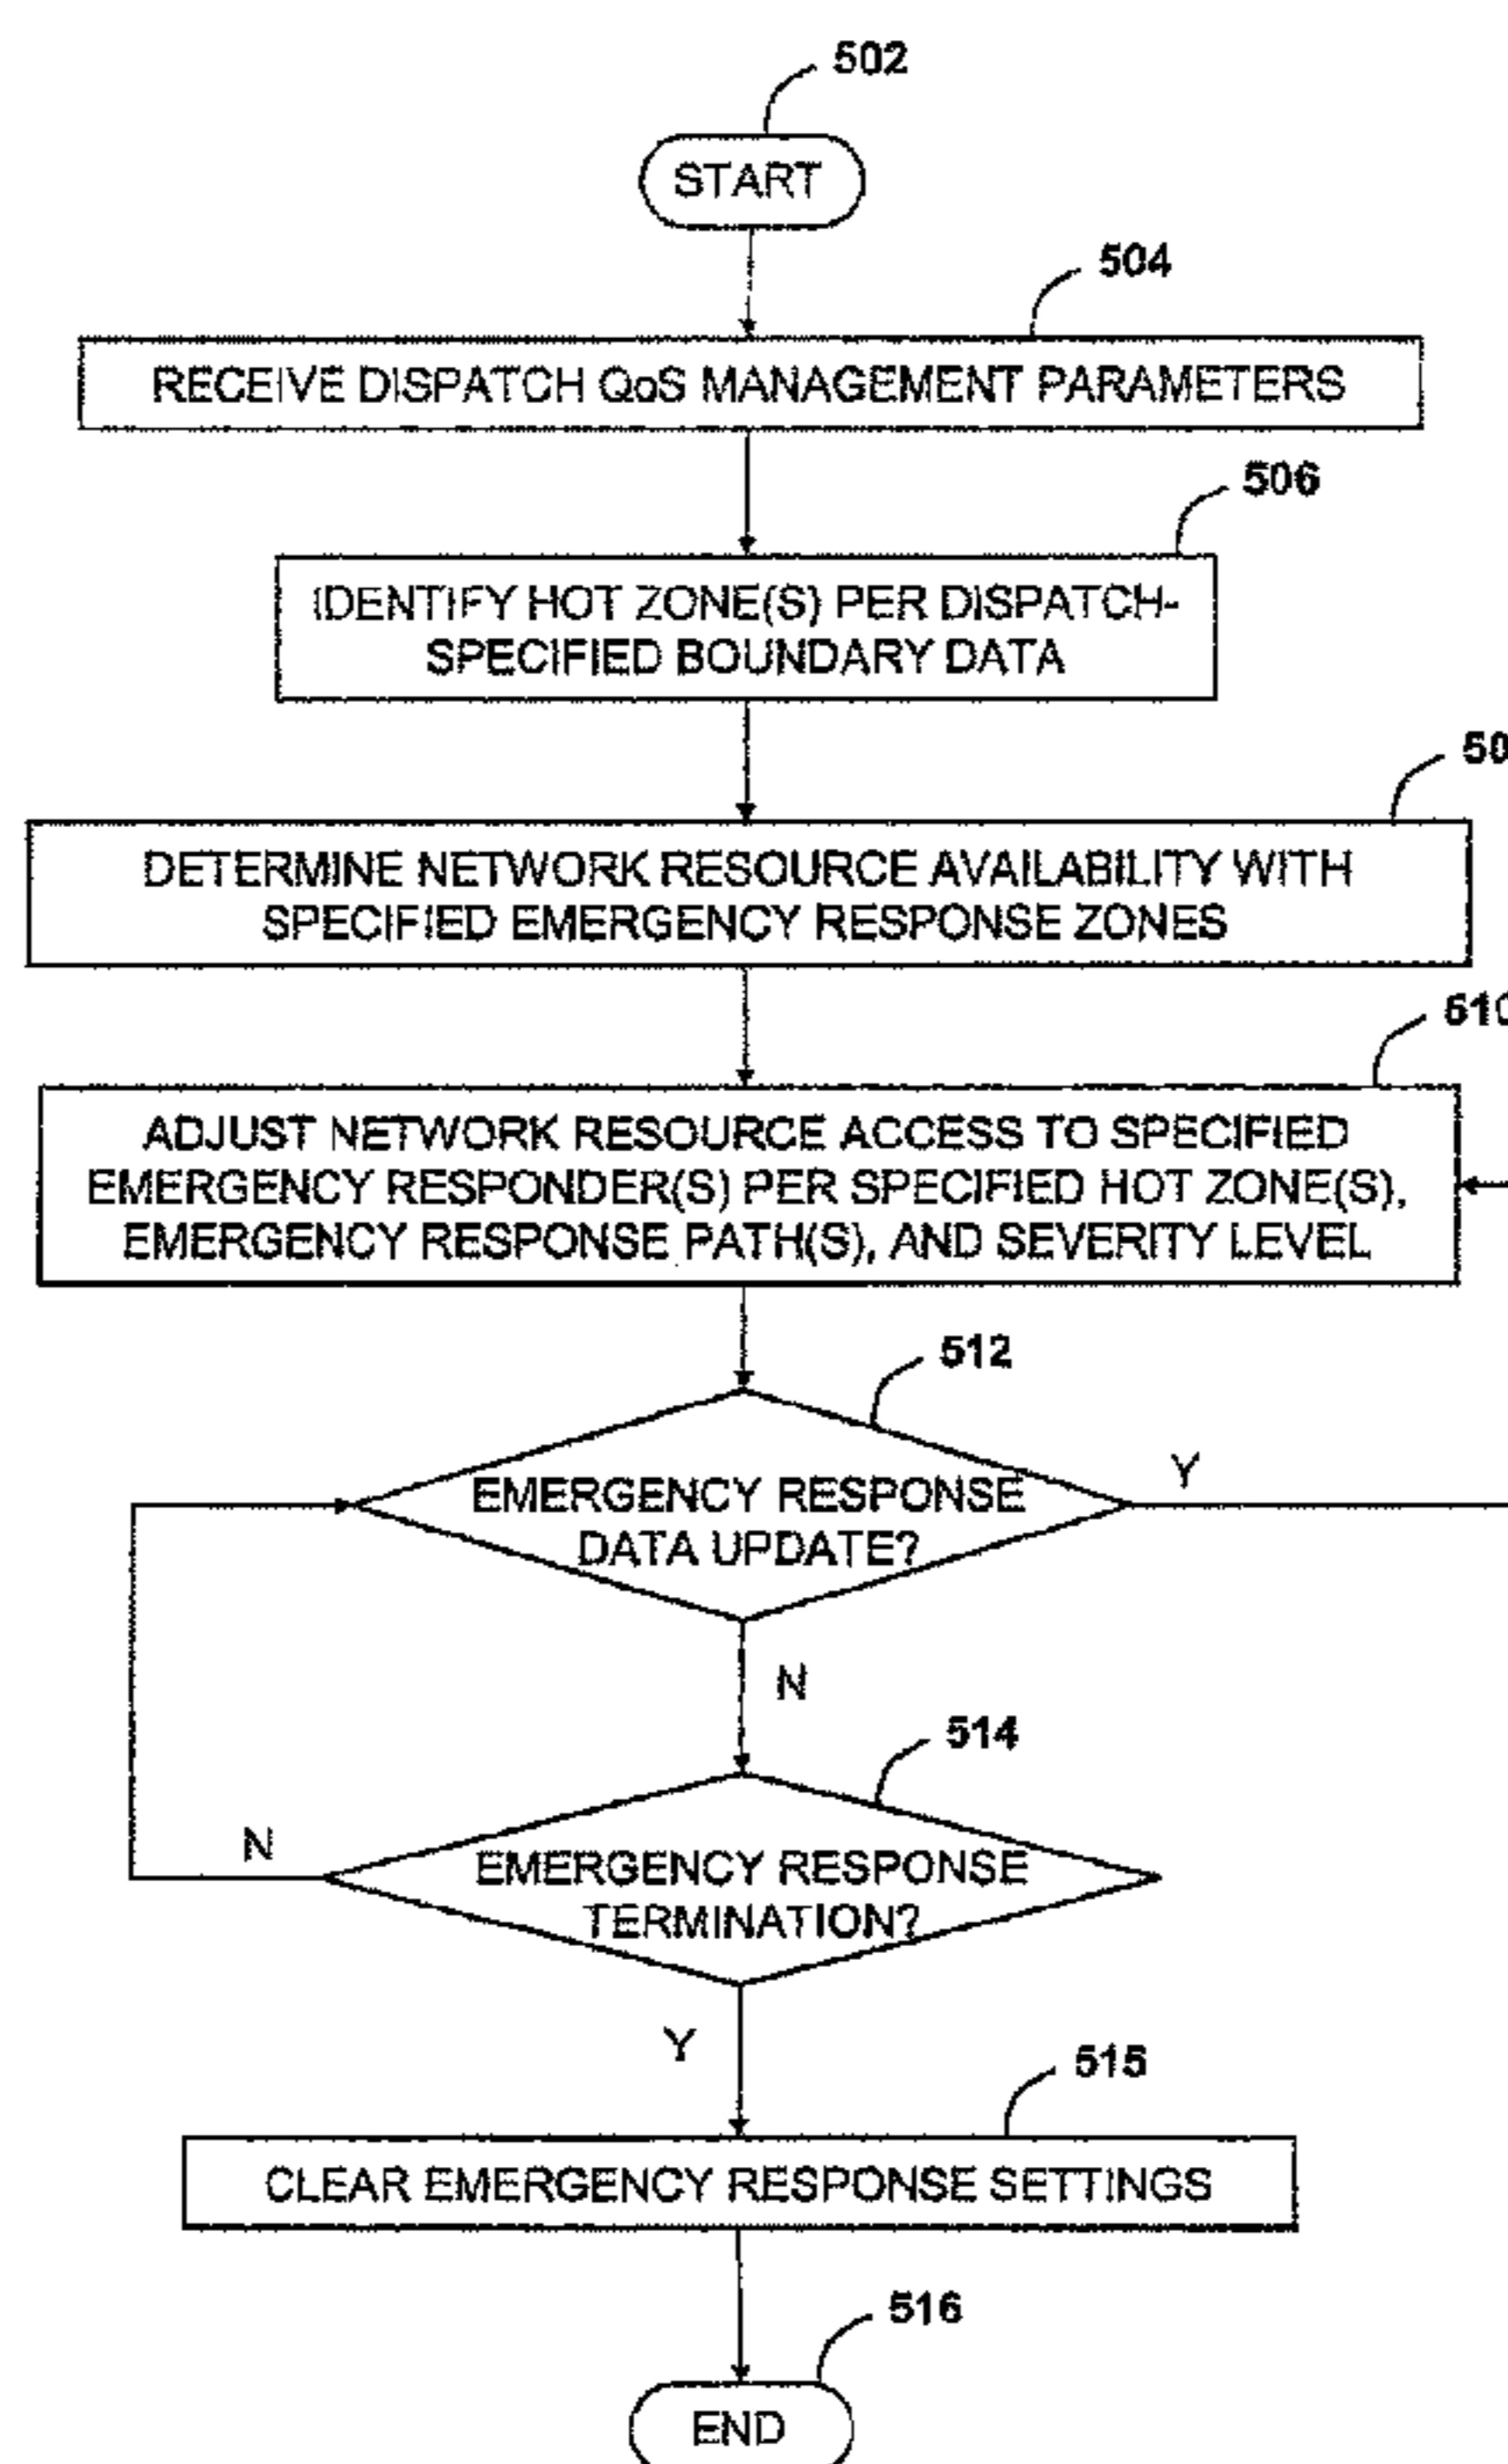 502
START
504
RECEIVE DISPATCH QoS MANAGEMENT PARAMETERS
506
IDENTIFY HOT ZONE(S) PER DISPATCH-
SPECIFIED BOUNDARY DATA
50
DETERMINE NETWORK RESOURCE AVAILABILITY WITH
SPECIFIED EMERGENCY RESPONSE ZONES
510
ADJUST NETWORK RESOURCE ACCESS TO SPECIFIED
EMERGENCY RESPONDER(S) PER SPECIFIED HOT ZONE(S),
EMERGENCY RESPONSE PATH(S), AND SEVERITY LEVEL
512
EMERGENCY RESPONSE
DATA UPDATE?
Y
N
514
EMERGENCY RESPONSE
TERMINATION?
N
Y
515
CLEAR EMERGENCY RESPONSE SETTINGS
516
END